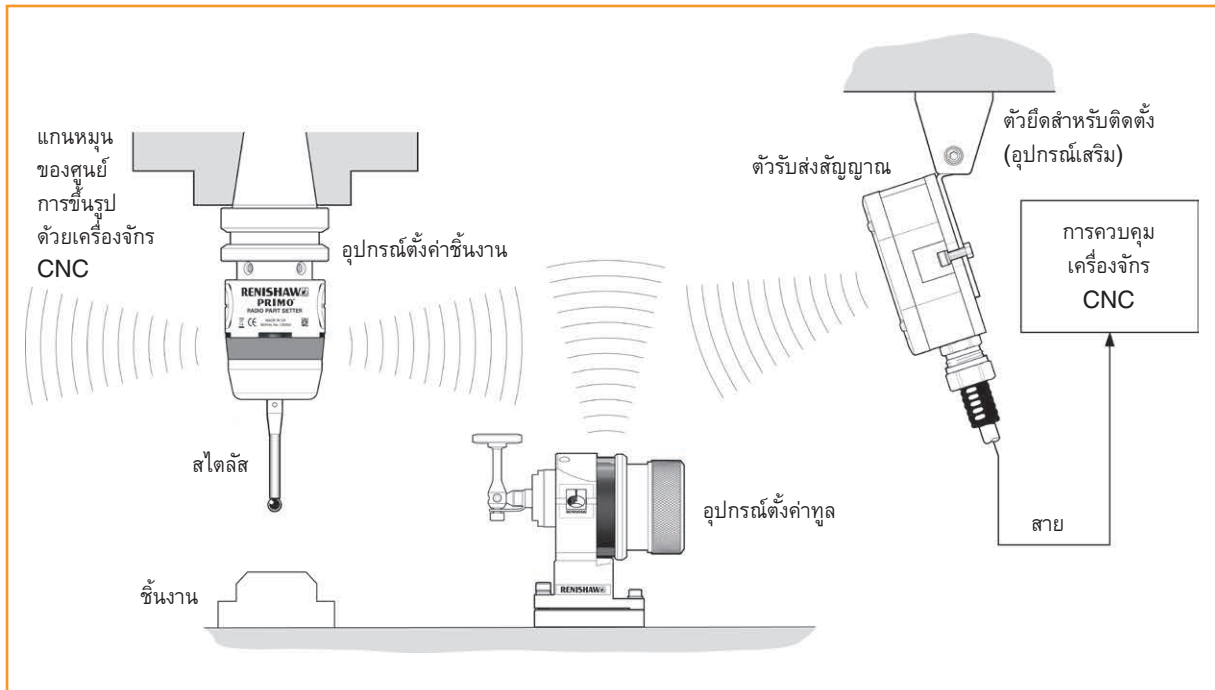 แกนหมุน
ของศูนย์
การขึ้นรูป
ด้วยเครื่องจักร
CNC
อุปกรณ์ตั้งค่าชิ้นงาน
RENISHAW
PRIMO
RADIO PART SETTER
สไตลัส
ชิ้นงาน
RENISHAW
อุปกรณ์ตั้งค่าทูล
ตัวรับส่งสัญญาณ
ตัวยึดสำหรับติดตั้ง
(อุปกรณ์เสริม)
การควบคุม
เครื่องจักร
CNC
สาย